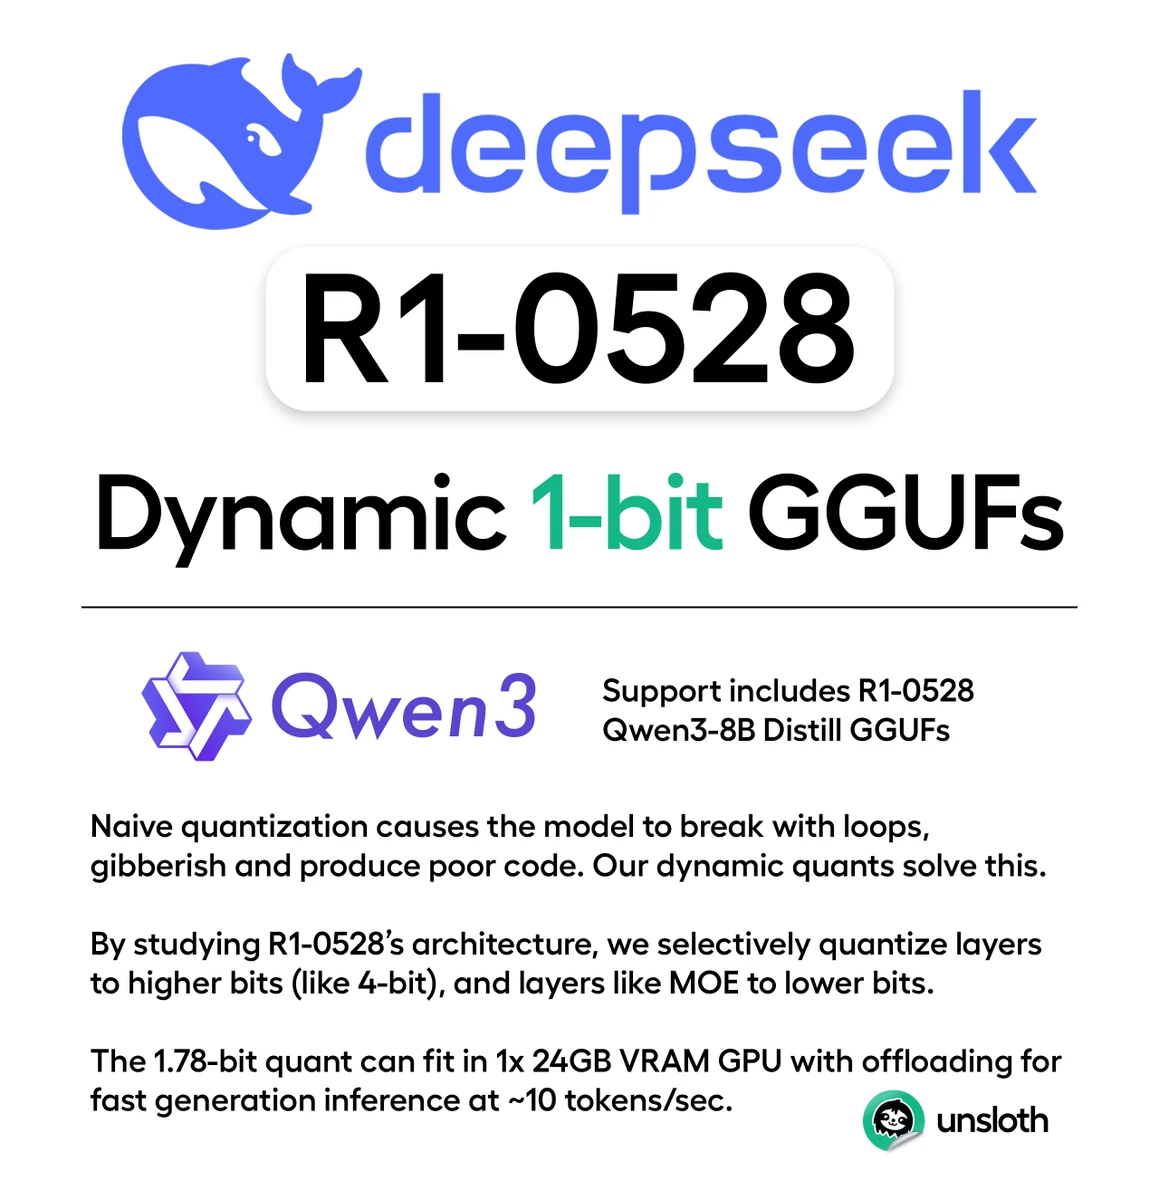 deepseek
R1-0528
Dynamic 1-bit GGUFs
Qwen3
Support includes R1-0528
Qwen3-8B Distill GGUFs
Naive quantization causes the model to break with loops,
gibberish and produce poor code. Our dynamic quants solve this.
By studying R1-0528’s architecture, we selectively quantize layers
to higher bits (like 4-bit), and layers like MOE to lower bits.
The 1.78-bit quant can fit in 1x 24GB VRAM GPU with offloading for
fast generation inference at ~10 tokens/sec.
unsloth